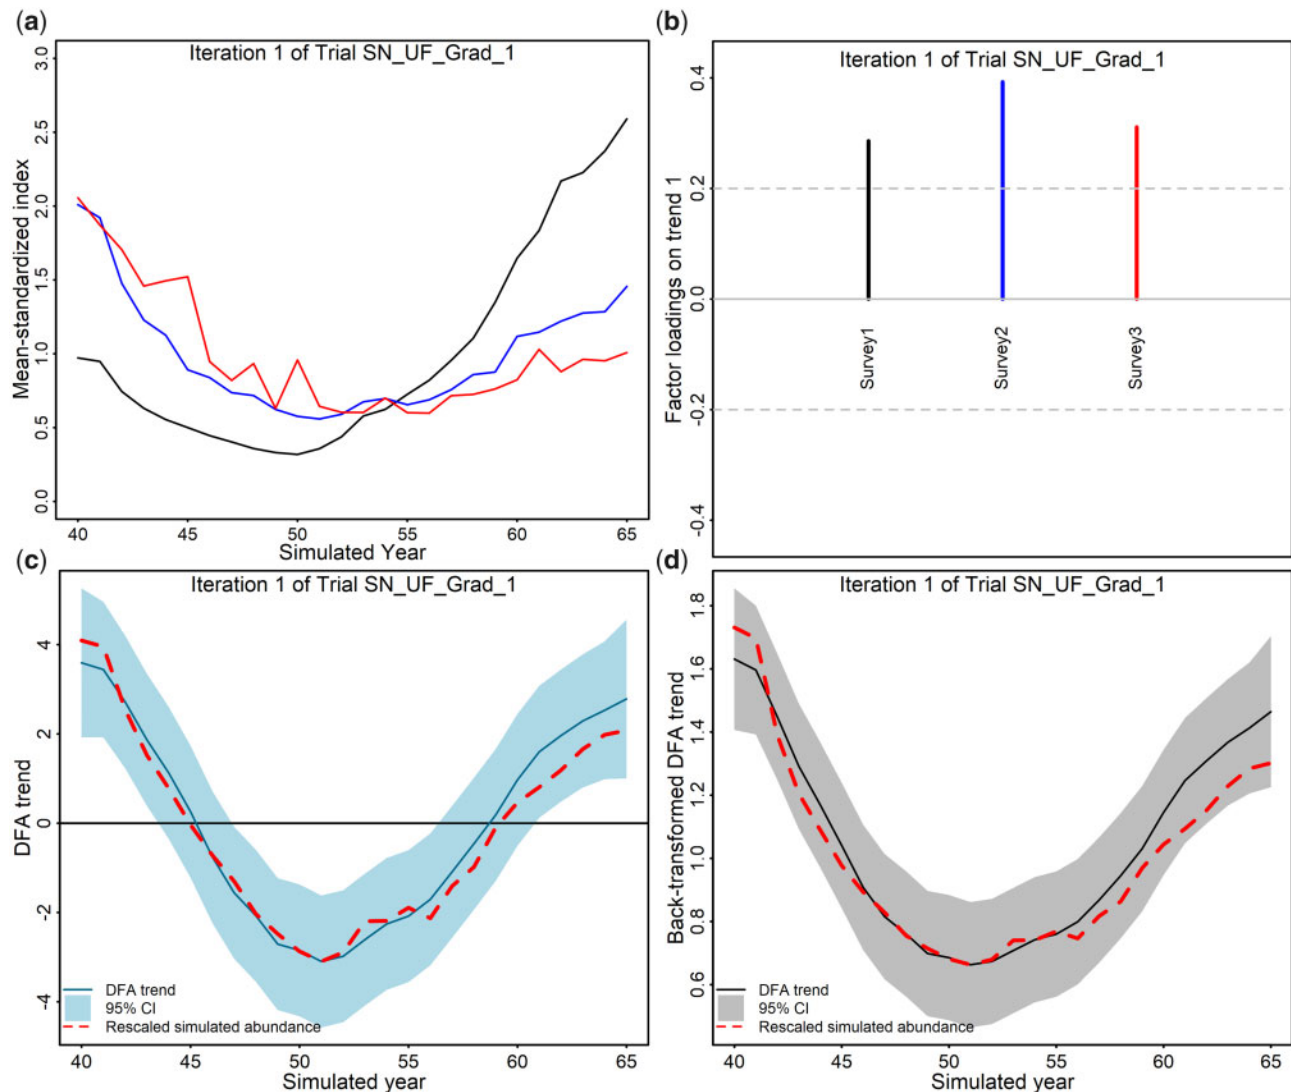 (a)
Iteration 1 of Trial SN_UF_Grad_1
Mean-standardized index
3.0
2.5
2.0
1.5
1.0
0.5
0.0
40 45 50 55 60 65
Simulated Year
(b)
Iteration 1 of Trial SN_UF_Grad_1
Factor loadings on trend 1
0.4
0.2
0.0
-0.2
-0.4
Survey1
Survey2
Survey3
(c)
Iteration 1 of Trial SN_UF_Grad_1
DFA trend
4
2
0
-2
-4
DFA trend
95% CI
Rescaled simulated abundance
40 45 50 55 60 65
Simulated year
(d)
Iteration 1 of Trial SN_UF_Grad_1
Back-transformed DFA trend
1.8
1.6
1.4
1.2
1.0
0.8
0.6
DFA trend
95% CI
Rescaled simulated abundance
40 45 50 55 60 65
Simulated year